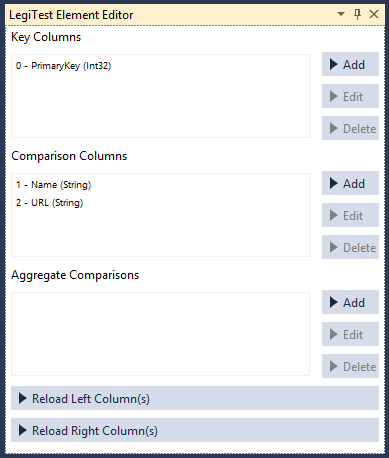 LegiTest Element Editor
Key Columns
0 - PrimaryKey (Int32)
Add
Edit
Delete
Comparison Columns
1 - Name (String)
2 - URL (String)
Add
Edit
Delete
Aggregate Comparisons
Add
Edit
Delete
Reload Left Column(s)
Reload Right Column(s)